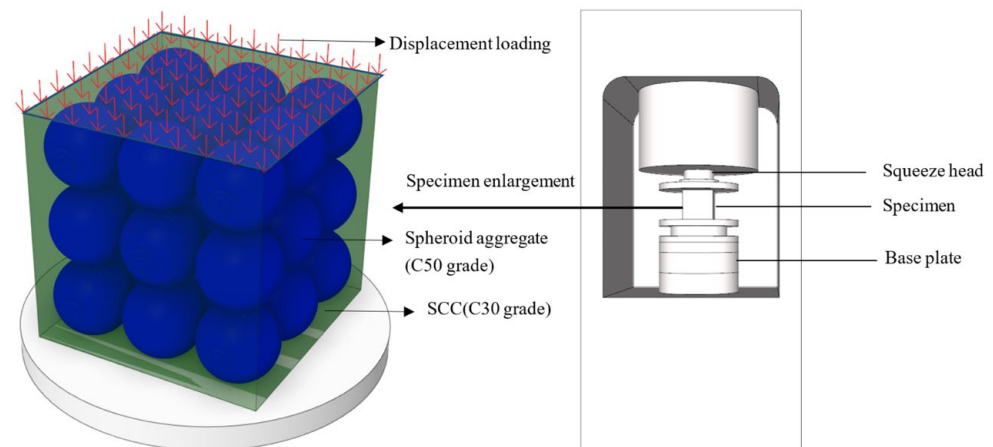 Displacement loading
Specimen enlargement
Spheroid aggregate
(C50 grade)
SCC(C30 grade)
Squeeze head
Specimen
Base plate